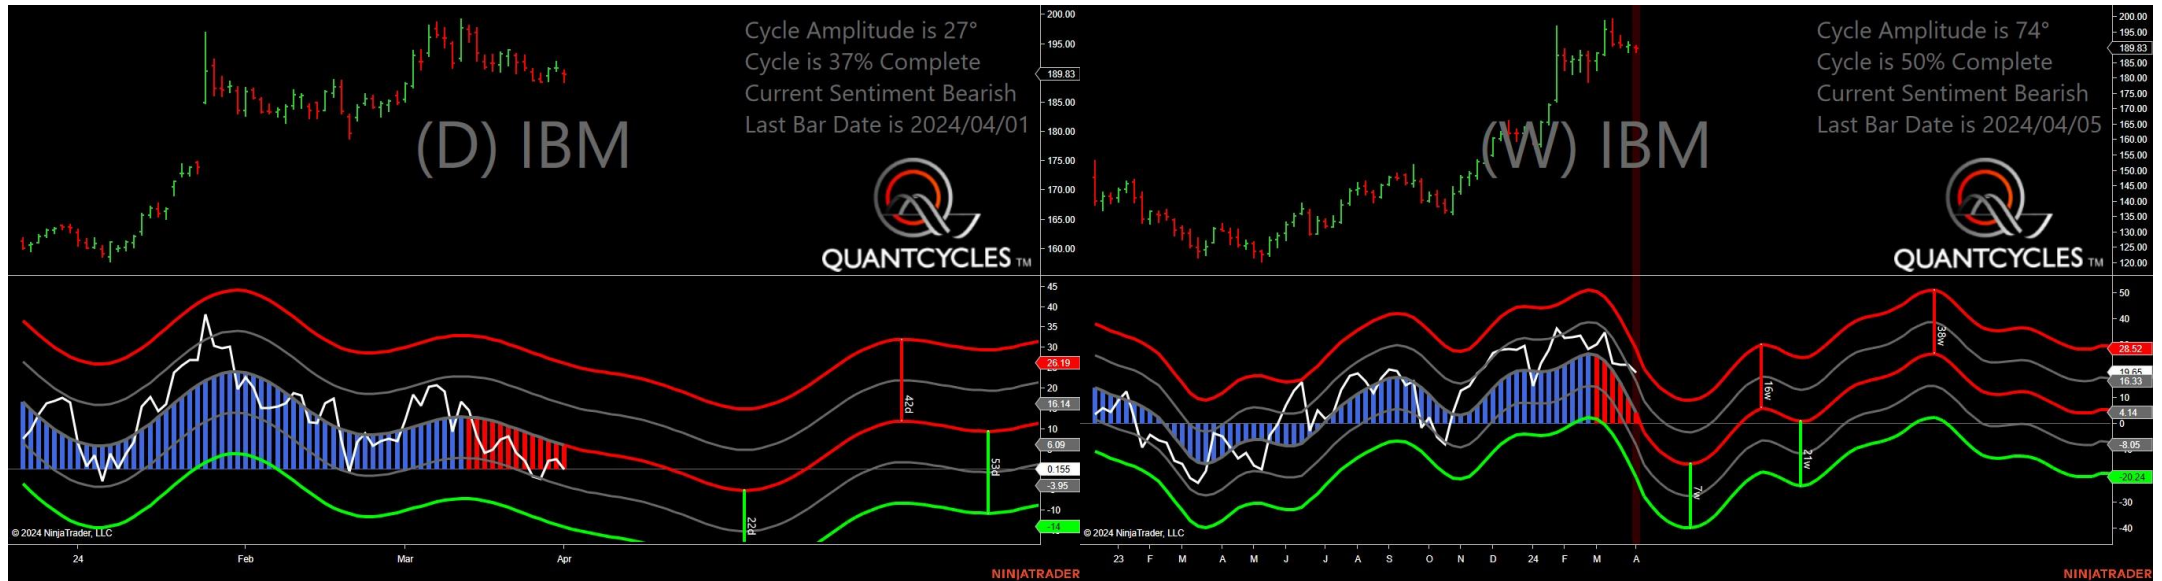 Cycle Amplitude is 27°
Cycle is 37% Complete
Current Sentiment Bearish
Last Bar Date is 2024/04/01
(D) IBM
QUANTCYCLES TM
200.00
195.00
189.83
185.00
180.00
175.00
170.00
165.00
160.00
45
40
35
30
26.19
20
16.14
10
6.09
0.155
-3.95
-10
-14
42d
53d
22d
© 2024 NinjaTrader, LLC
24 Feb Mar Apr
NINJATRADER
Cycle Amplitude is 74°
Cycle is 50% Complete
Current Sentiment Bearish
Last Bar Date is 2024/04/05
(W) IBM
QUANTCYCLES TM
200.00
195.00
189.83
185.00
180.00
175.00
170.00
165.00
160.00
155.00
150.00
145.00
140.00
135.00
130.00
125.00
120.00
50
40
28.52
19.65
16.33
10
4.14
0
-8.05
-20.24
-30
-40
16w
38w
7w
21w
© 2024 NinjaTrader, LLC
23 F M A M J J A S O N D 24 F M A
NINJATRADER